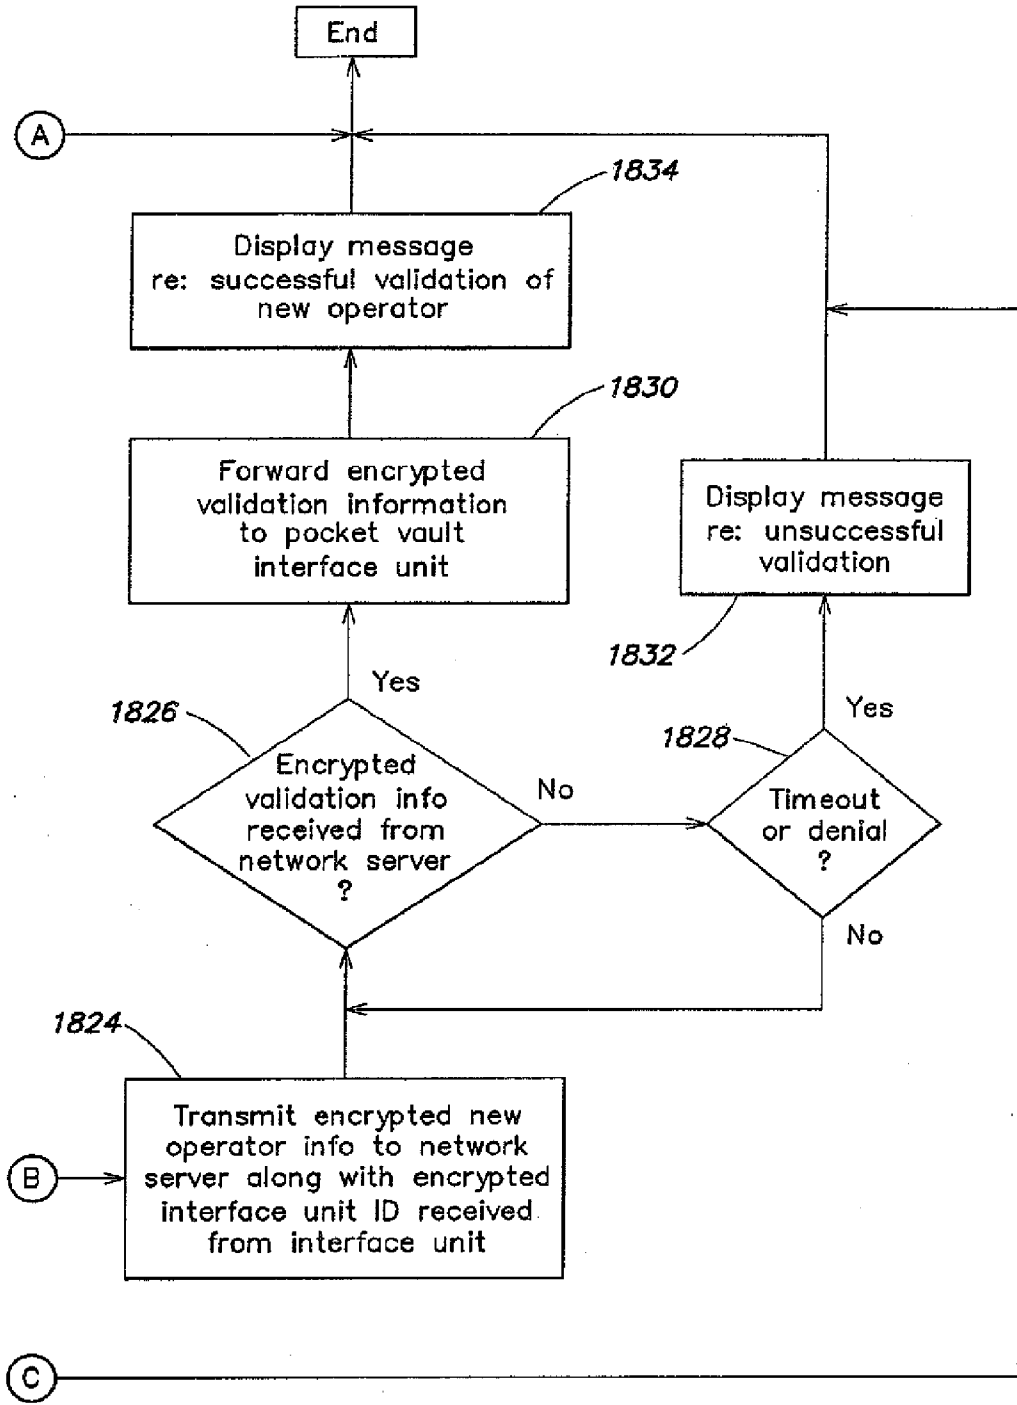 End
A
1834
Display message
re: successful validation of
new operator
1830
Forward encrypted
validation information
to pocket vault
interface unit
Display message
re: unsuccessful
validation
1832
Yes
1826
Yes
1828
Encrypted
validation info
received from
network server
?
No
Timeout
or denial
?
No
1824
Transmit encrypted new
operator info to network
server along with encrypted
interface unit ID received
from interface unit
B
C